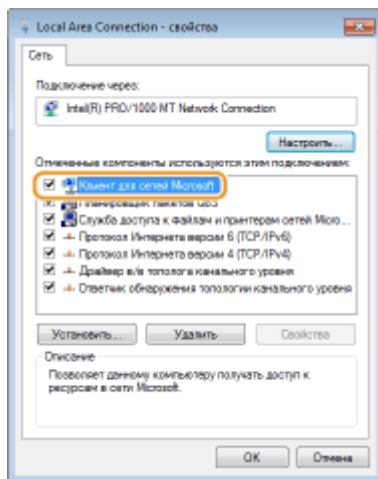 Local Area Connection - свойства
Сеть
Подключение через:
Intel(R) PRO/1000 MT Network Connection
Настроить...
Отмеченные компоненты используются этим подключением:
Клиент для сетей Microsoft
Планировщик пакетов QoS
Служба доступа к файлам и принтерам сетей Micro...
Протокол Интернета версии 6 (TCP/IPv6)
Протокол Интернета версии 4 (TCP/IPv4)
Драйвер в/в тополога канального уровня
Ответчик обнаружения топологии канального уровня
Установить...
Удалить
Свойства
Описание
Позволяет данному компьютеру получать доступ к
ресурсам в сети Microsoft.
OK
Отмена